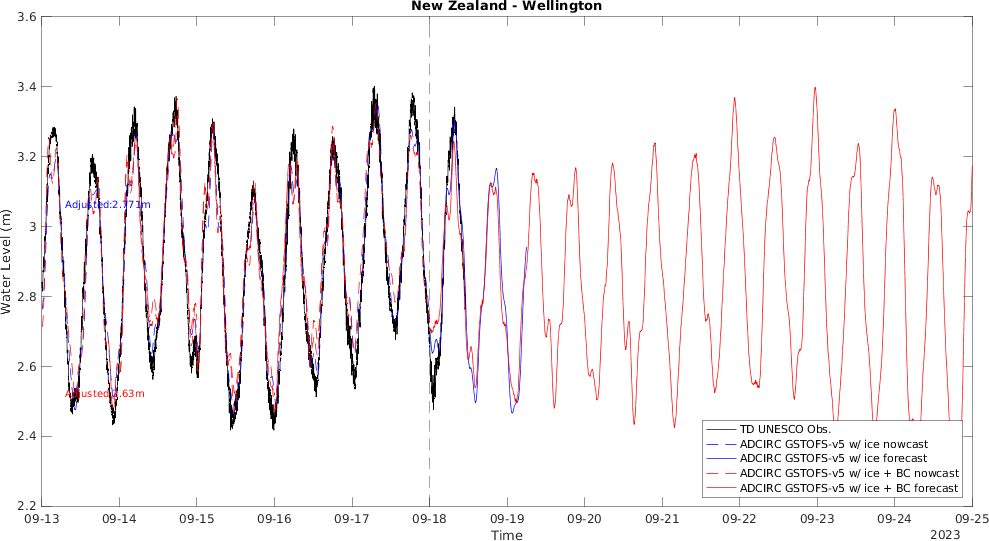 New Zealand - Wellington
3.6
3.4
3.2
3
2.8
2.6
2.4
2.2
Water Level (m)
Adjusted:2.771m
Adjusted:2.63m
TD UNESCO Obs.
ADCIRC GSTOFS-v5 w/ ice nowcast
ADCIRC GSTOFS-v5 w/ ice forecast
ADCIRC GSTOFS-v5 w/ ice + BC nowcast
ADCIRC GSTOFS-v5 w/ ice + BC forecast
09-13 09-14 09-15 09-16 09-17 09-18 09-19 09-20 09-21 09-22 09-23 09-24 09-25
Time
2023